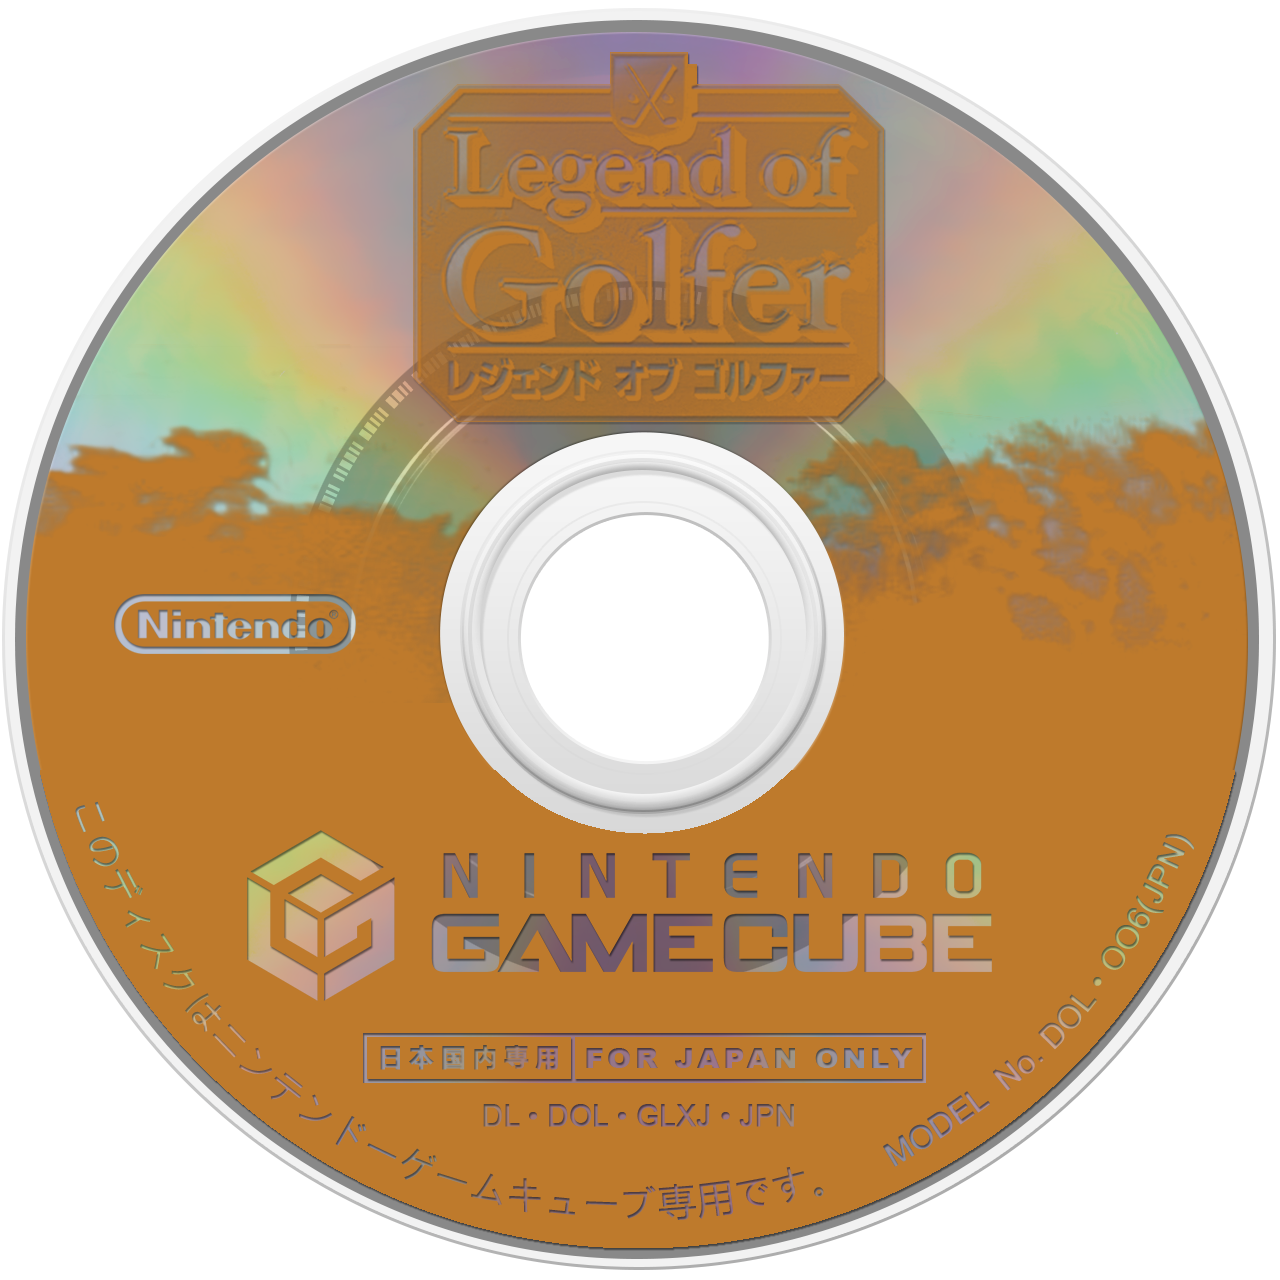 Legend of
Golfer
レジェンド オブ ゴルファー
Nintendo®
NINTENDO
GAMECUBE
日本国内専用 FOR JAPAN ONLY
DL・DOL・GLXJ・JPN
このディスクはニンテンドーゲームキューブ専用です。
MODEL No. DOL・006(JPN)